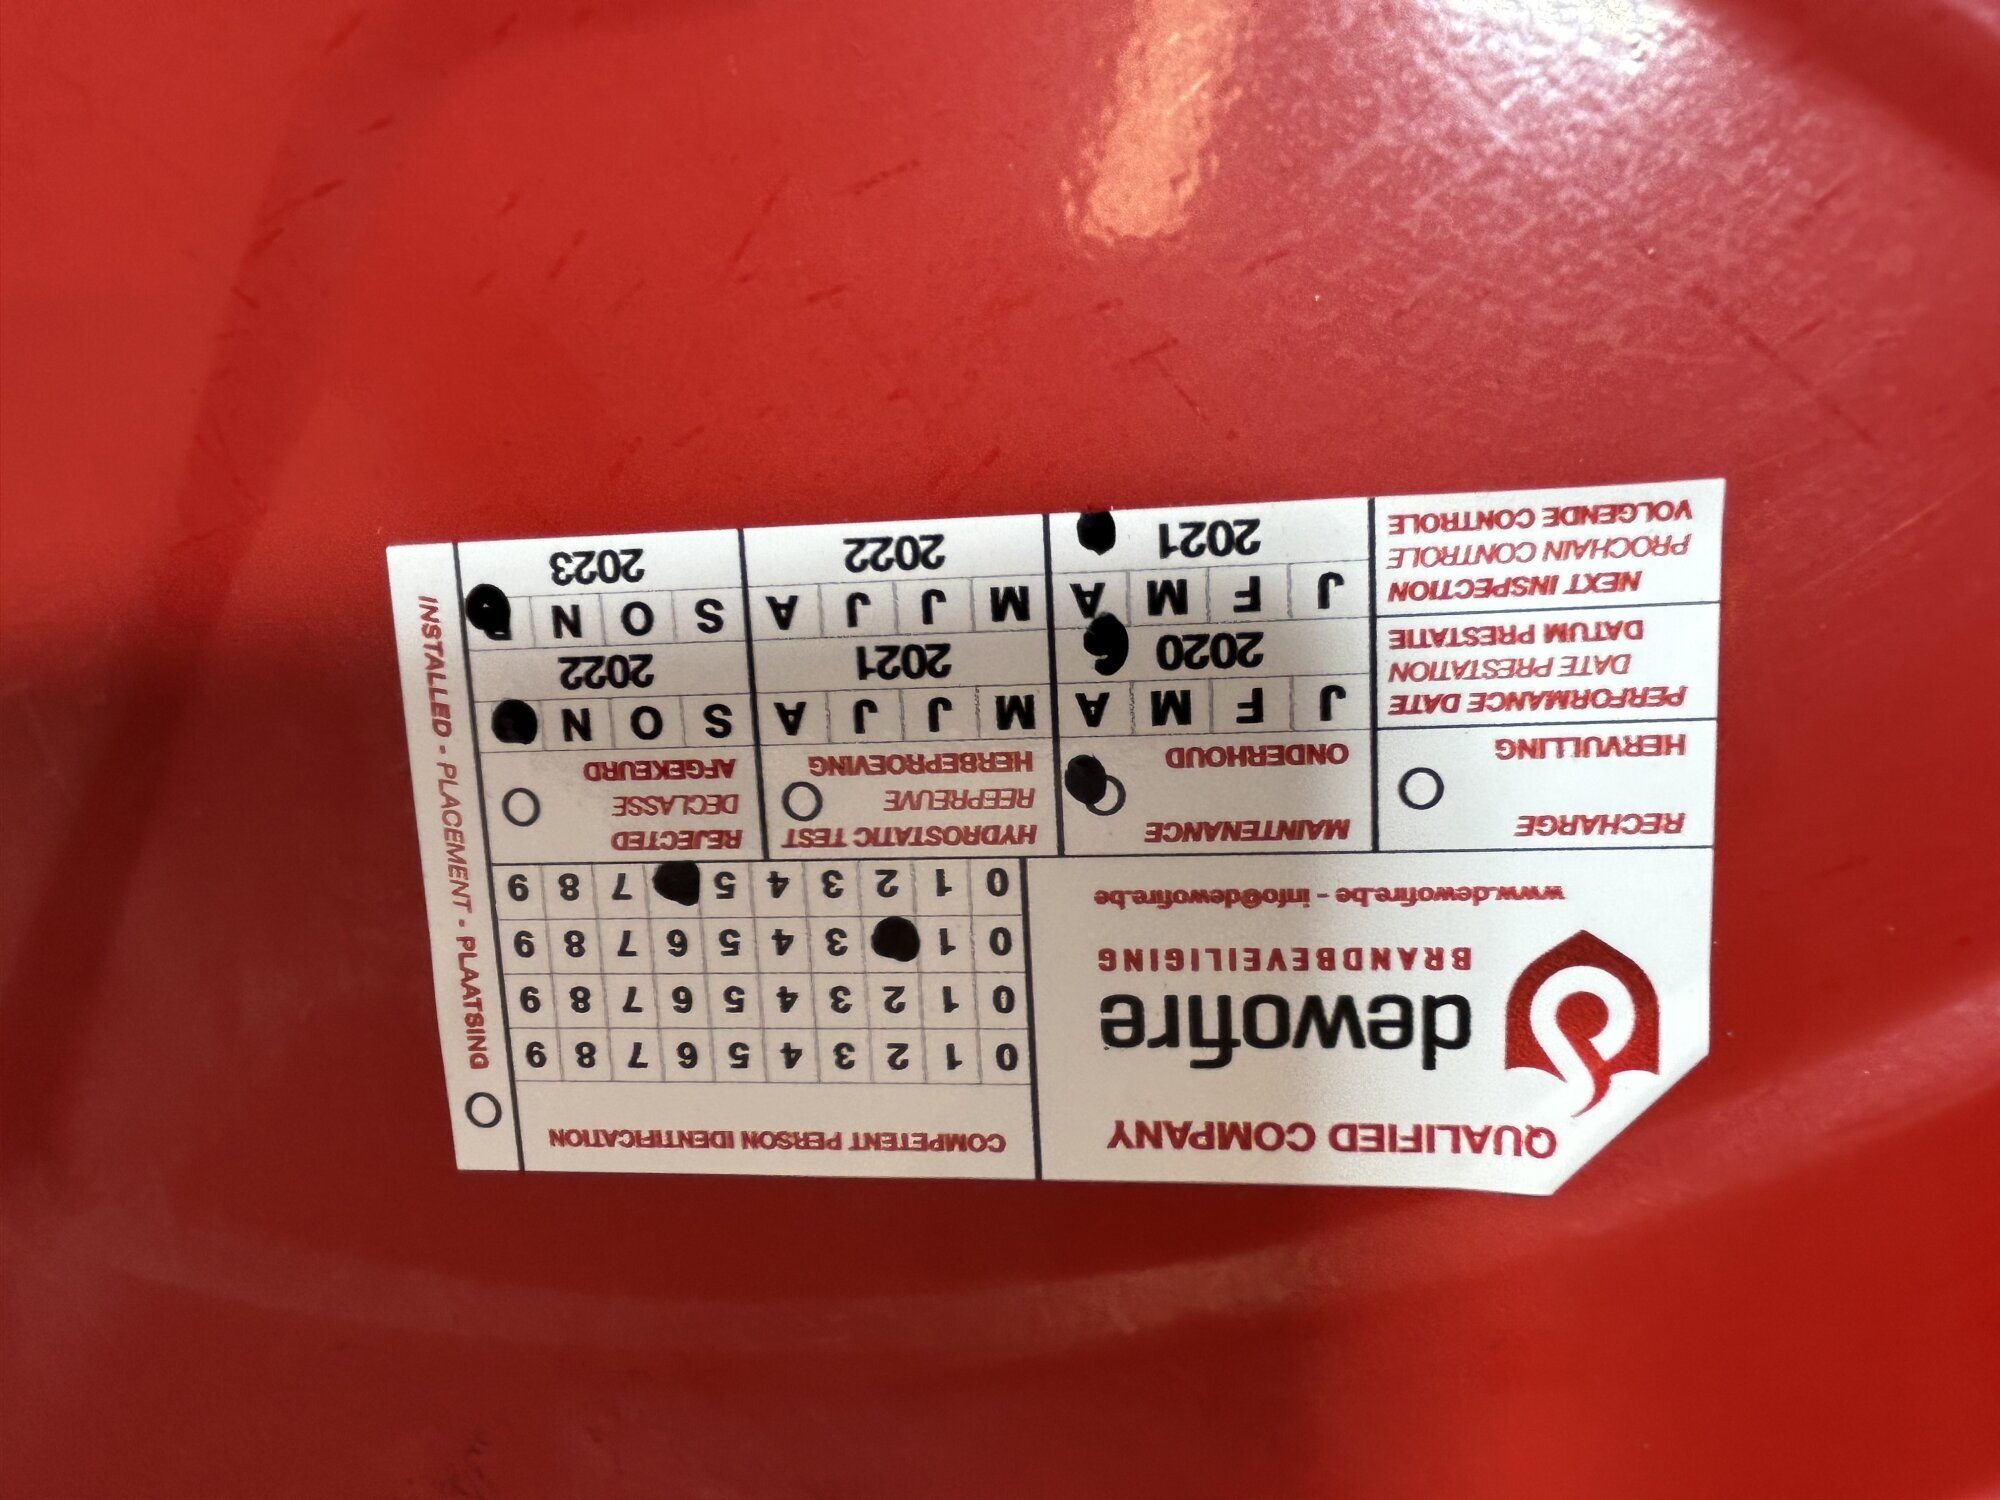 QUALIFIED COMPANY
dewofire
BRANDBEVEILIGING
www.dewofire.be - info@dewofire.be
COMPETENT PERSON IDENTIFICATION
0 1 2 3 4 5 6 7 8 9
0 1 2 3 4 5 6 7 8 9
0 1 3 4 5 6 7 8 9
0 1 2 3 4 5 7 8 9
RECHARGE
HERVULLING
MAINTENANCE
ONDERHOUD
HYDROSTATIC TEST
REEPREUVE
HERBEPROEVING
REJECTED
DECLASSE
AFGEKEURD
PERFORMANCE DATE
DATE PRESTATION
DATUM PRESTATIE
J F M A M J J A S O N
2020 2021 2022
NEXT INSPECTION
PROCHAIN CONTROLE
VOLGENDE CONTROLE
J F M A M J J A S O N
2021 2022 2023
INSTALLED - PLACEMENT - PLAATSING